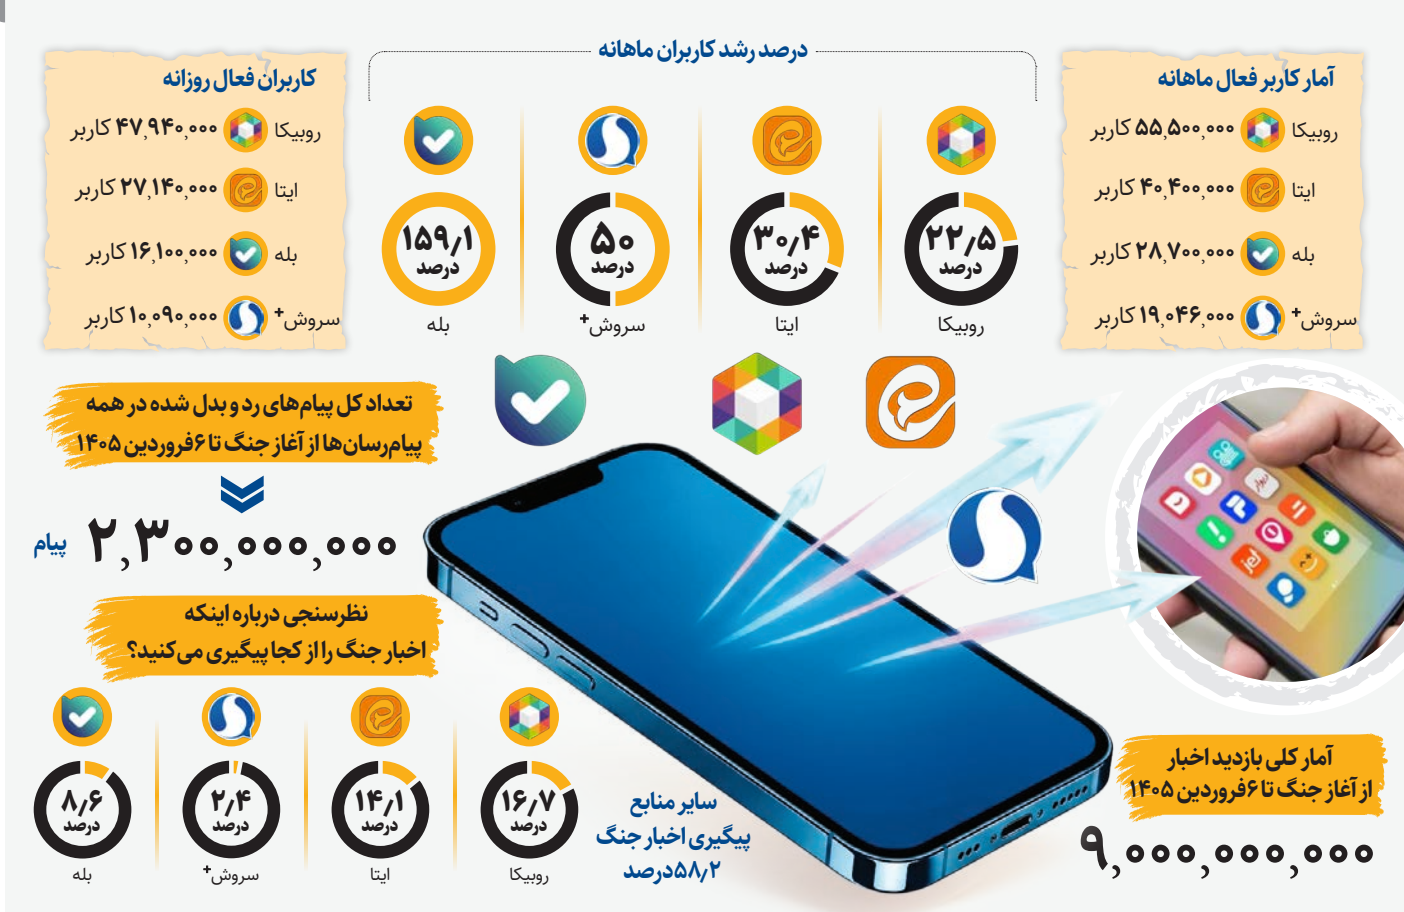 درصد رشد کاربران ماهانه
آمار کاربر فعال ماهانه
روبیکا ۵۵,۵۰۰,۰۰۰ کاربر
ایتا ۴۰,۴۰۰,۰۰۰ کاربر
بله ۲۸,۷۰۰,۰۰۰ کاربر
سروش+ ۱۹,۰۴۶,۰۰۰ کاربر
۲۲٫۵
درصد
روبیکا
۳۰٫۴
درصد
ایتا
۵۰
درصد
سروش+
۱۵۹٫۱
درصد
بله
کاربران فعال روزانه
روبیکا ۴۷,۹۴۰,۰۰۰ کاربر
ایتا ۲۷,۱۴۰,۰۰۰ کاربر
بله ۱۶,۱۰۰,۰۰۰ کاربر
سروش+ ۱۰,۰۹۰,۰۰۰ کاربر
تعداد کل پیام‌های رد و بدل شده در همه
پیام‌رسان‌ها از آغاز جنگ تا ۶فروردین ۱۴۰۵
۲,۳۰۰,۰۰۰,۰۰۰ پیام
نظرسنجی درباره اینکه
اخبار جنگ را از کجا پیگیری می‌کنید؟
۱۶٫۷
درصد
روبیکا
۱۴٫۱
درصد
ایتا
۲٫۴
درصد
سروش+
۸٫۶
درصد
بله
سایر منابع
پیگیری اخبار جنگ
۵۸٫۲درصد
آمار کلی بازدید اخبار
از آغاز جنگ تا ۶فروردین ۱۴۰۵
۹,۰۰۰,۰۰۰,۰۰۰